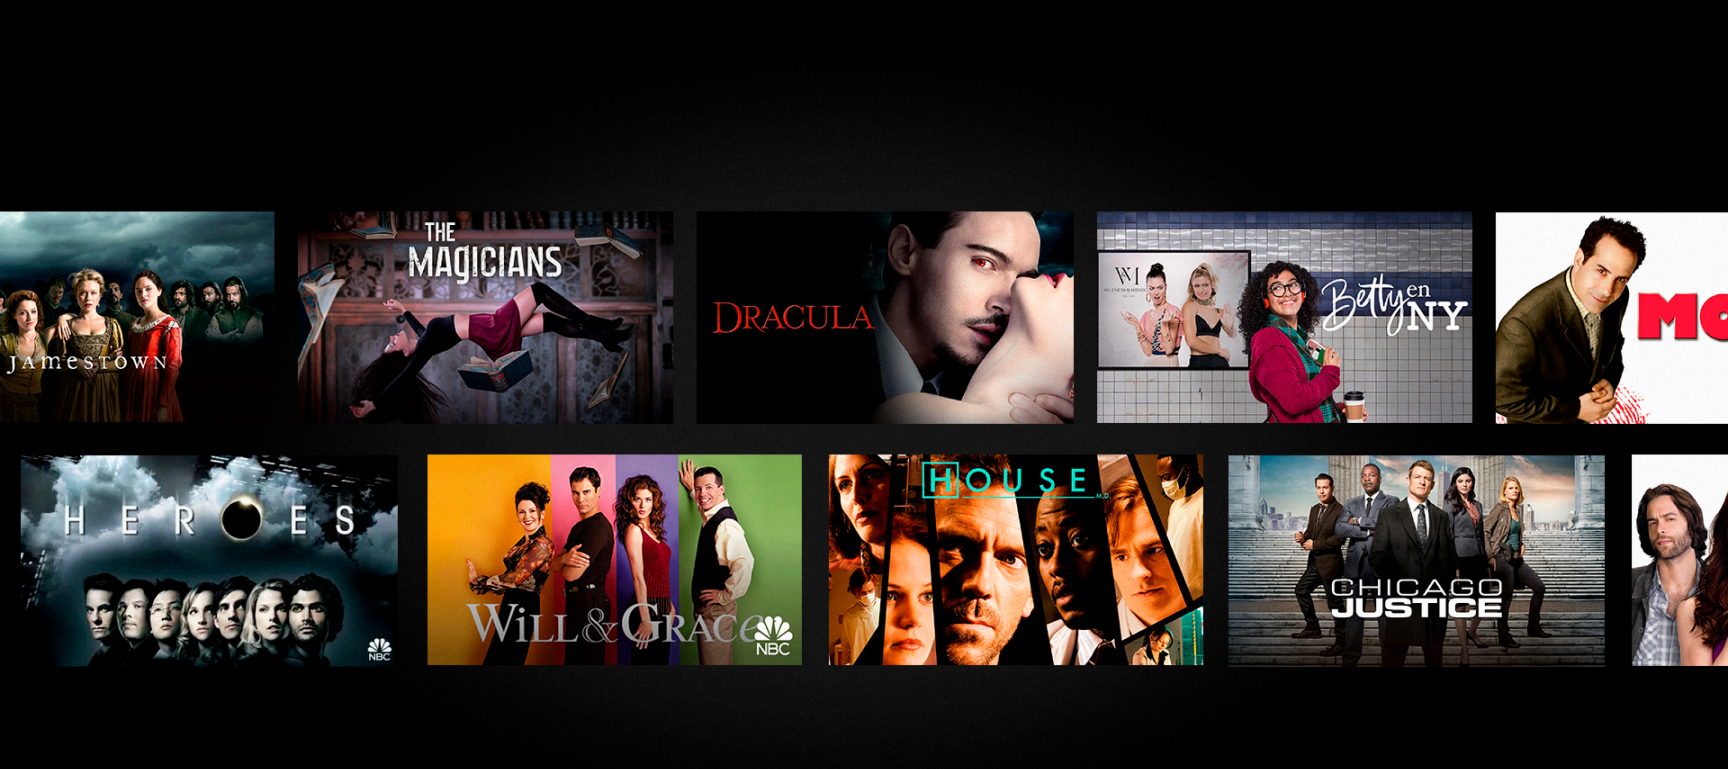 JAMESTOWN
THE
MAGICIANS
DRACULA
Betty en
NY
MO
HEROES
NBC
WILL & GRACE
NBC
HOUSE
M.D.
CHICAGO
JUSTICE